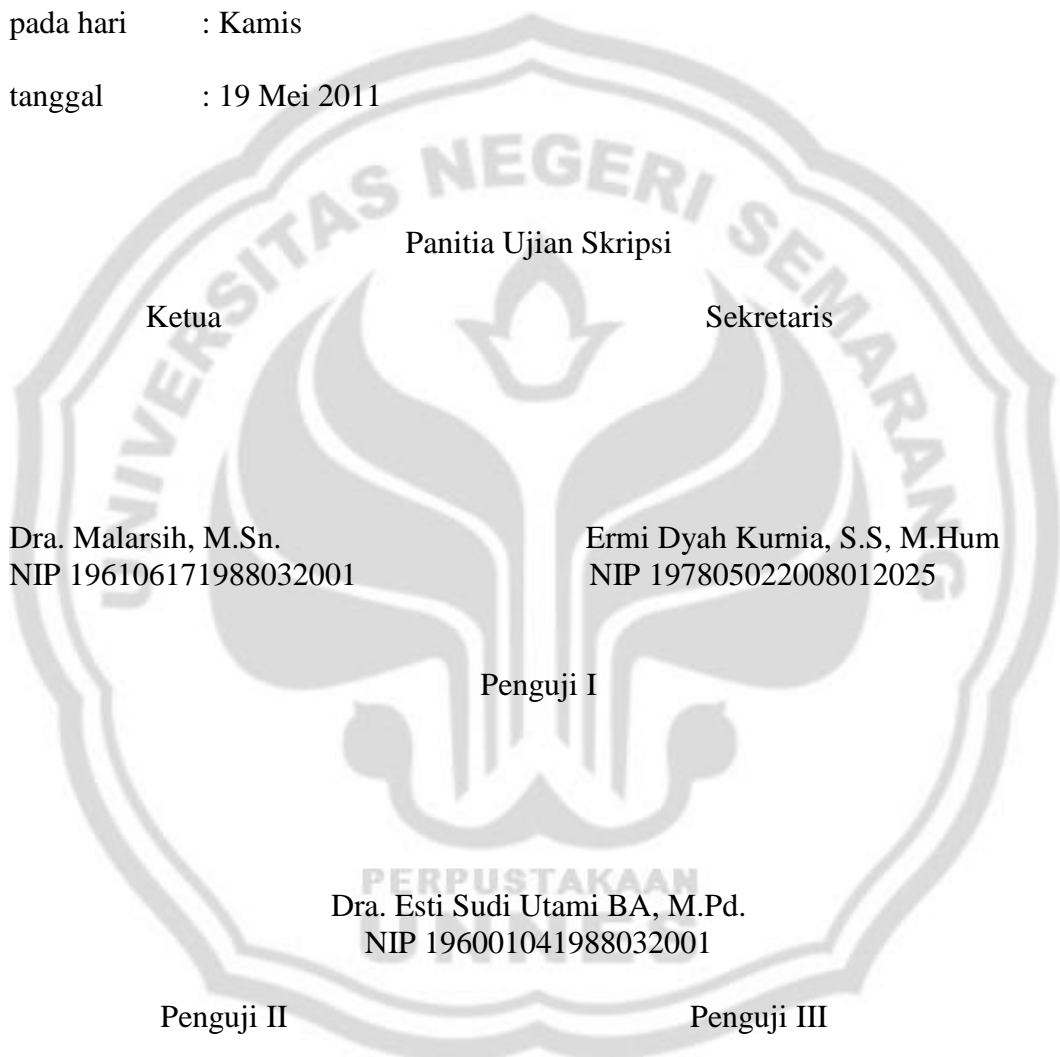 pada hari : Kamis
tanggal : 19 Mei 2011
UNIVERSITAS NEGERI SEMARANG
Panitia Ujian Skripsi
Ketua Sekretaris
Dra. Malarsih, M.Sn. Ermi Dyah Kurnia, S.S, M.Hum
NIP 196106171988032001 NIP 197805022008012025
Penguji I
PERPUSTAKAAN
UNNES
Dra. Esti Sudi Utami BA, M.Pd.
NIP 196001041988032001
Penguji II Penguji III